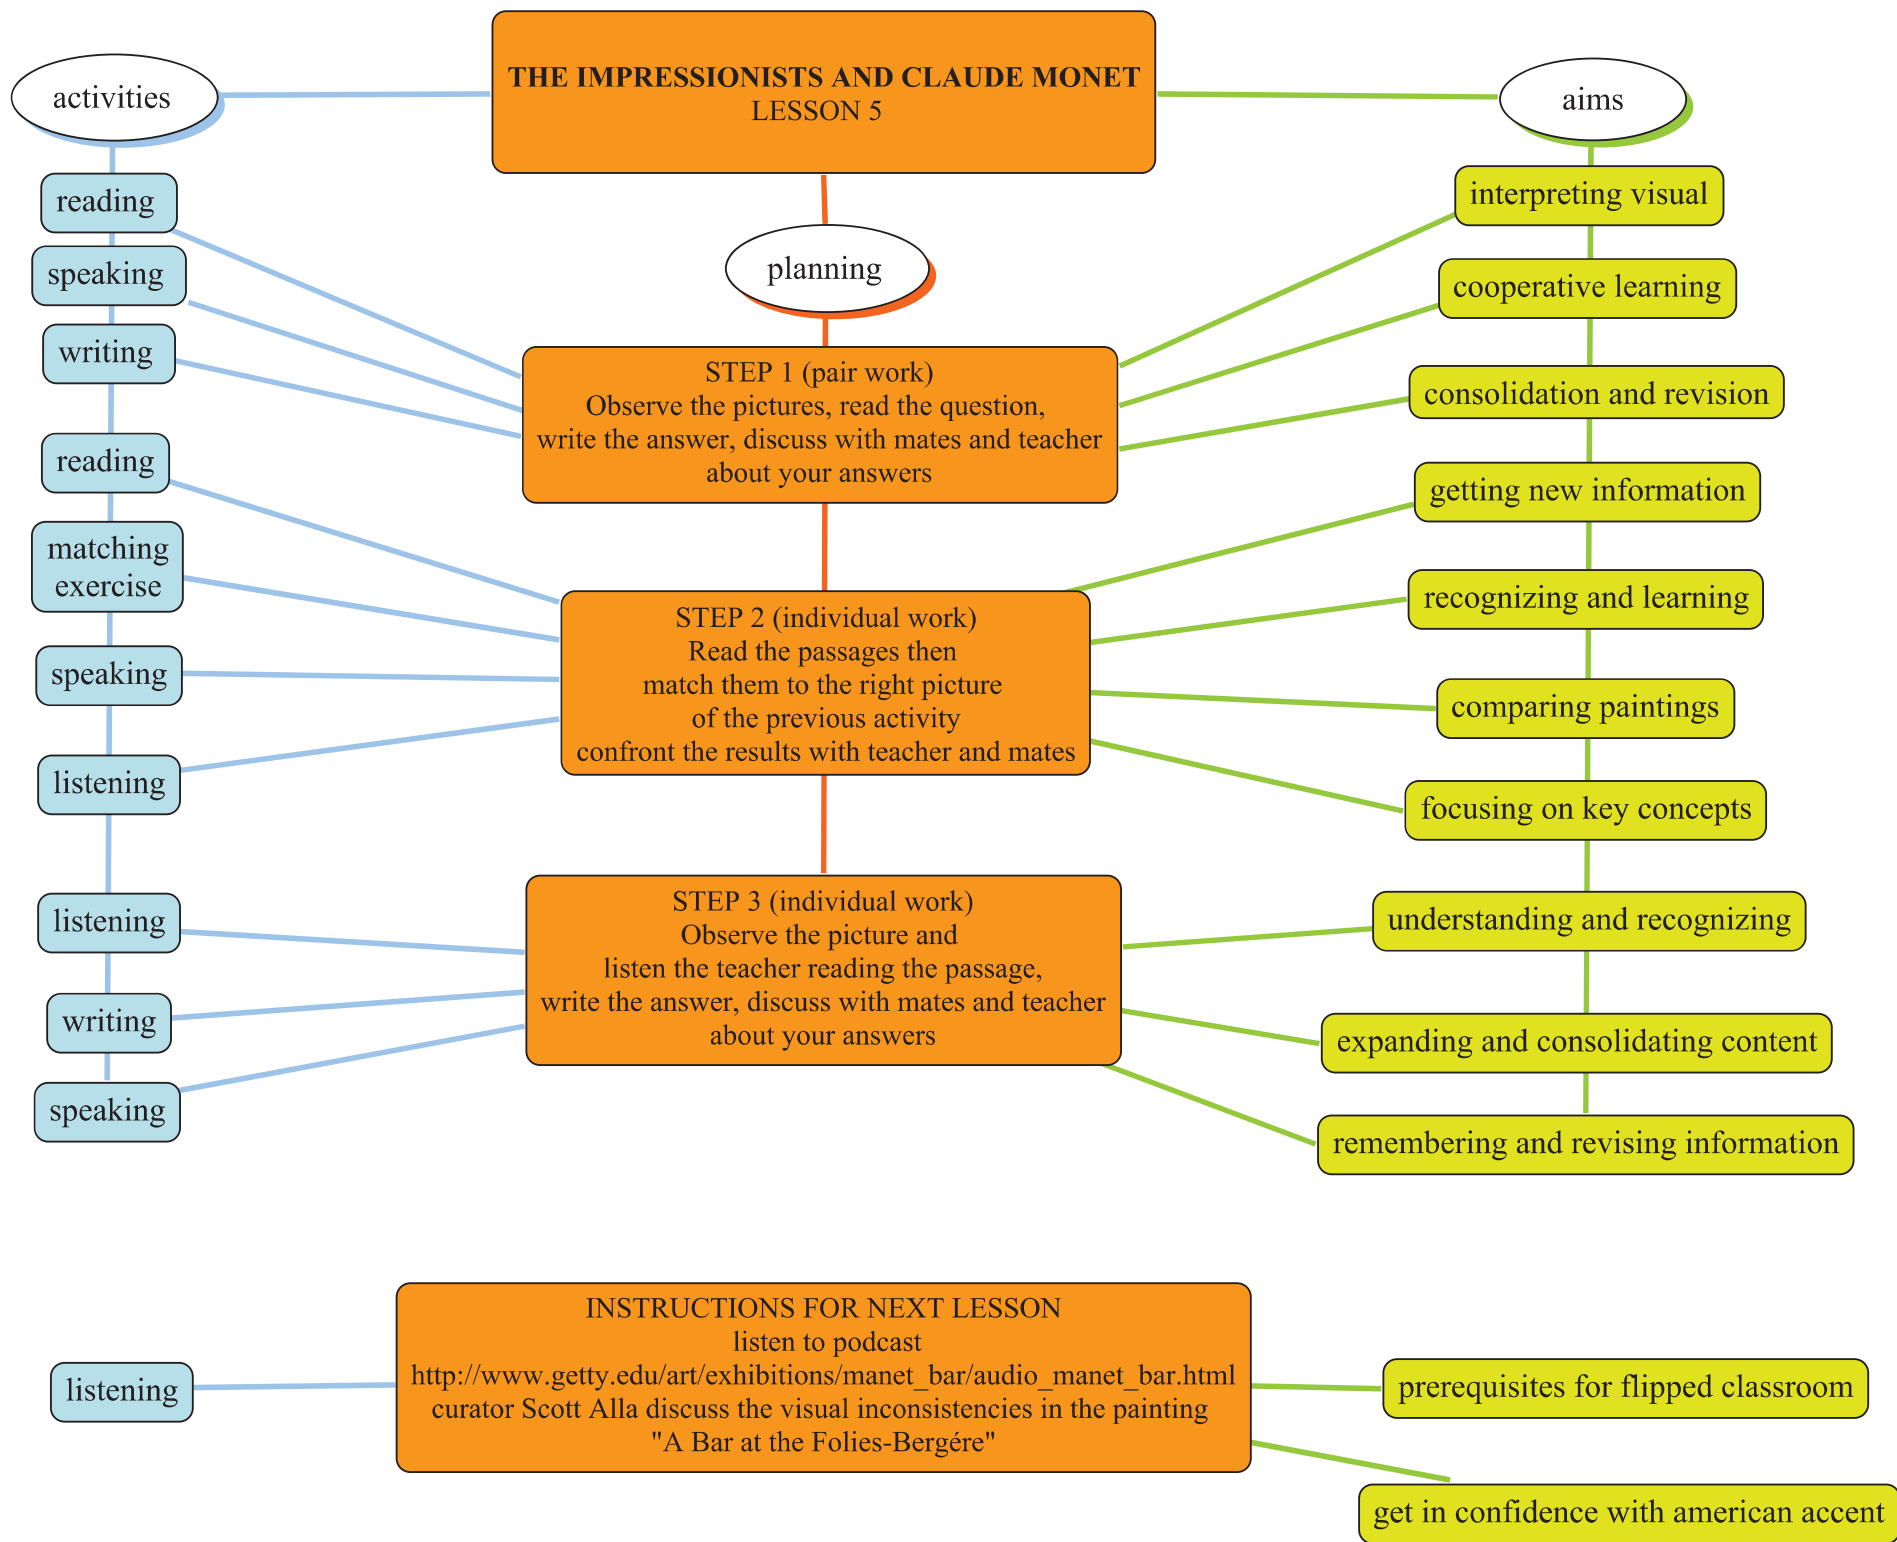 THE IMPRESSIONISTS AND CLAUDE MONET
LESSON 5
activities
aims
planning
reading
speaking
writing
STEP 1 (pair work)
Observe the pictures, read the question,
write the answer, discuss with mates and teacher
about your answers
interpreting visual
cooperative learning
consolidation and revision
reading
matching
exercise
speaking
listening
STEP 2 (individual work)
Read the passages then
match them to the right picture
of the previous activity
confront the results with teacher and mates
getting new information
recognizing and learning
comparing paintings
focusing on key concepts
listening
writing
speaking
STEP 3 (individual work)
Observe the picture and
listen the teacher reading the passage,
write the answer, discuss with mates and teacher
about your answers
understanding and recognizing
expanding and consolidating content
remembering and revising information
listening
INSTRUCTIONS FOR NEXT LESSON
listen to podcast
http://www.getty.edu/art/exhibitions/manet_bar/audio_manet_bar.html
curator Scott Alla discuss the visual inconsistencies in the painting
"A Bar at the Folies-Bergére"
prerequisites for flipped classroom
get in confidence with american accent